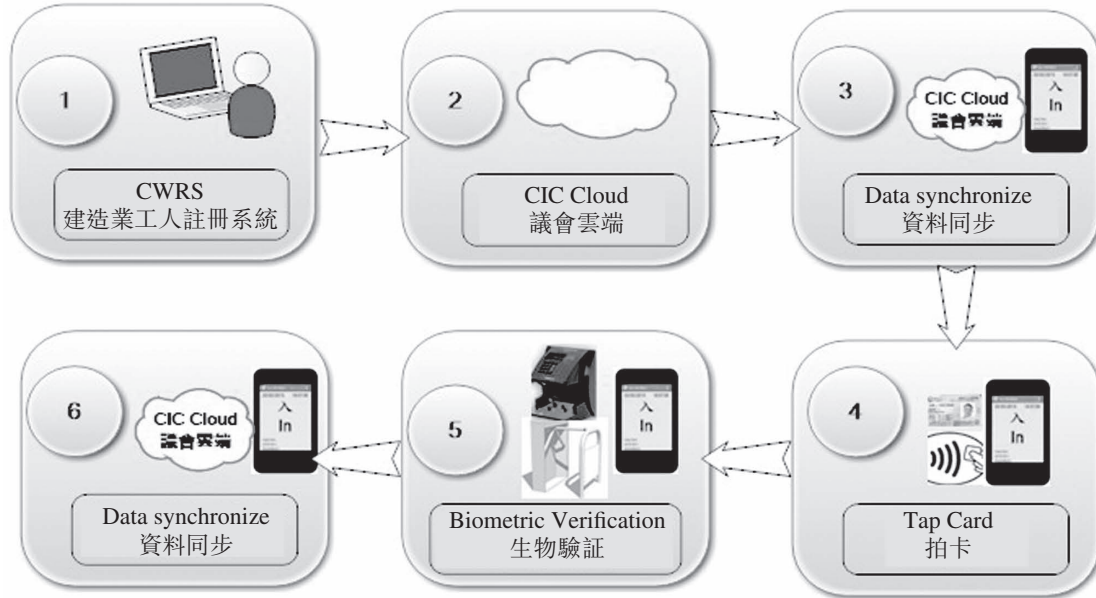 1
CWRS
建造業工人註冊系統
2
CIC Cloud
議會雲端
3
CIC Cloud
議會雲端
入
In
Data synchronize
資料同步
4
入
In
Tap Card
拍卡
5
入
In
Biometric Verification
生物驗証
6
CIC Cloud
議會雲端
入
In
Data synchronize
資料同步